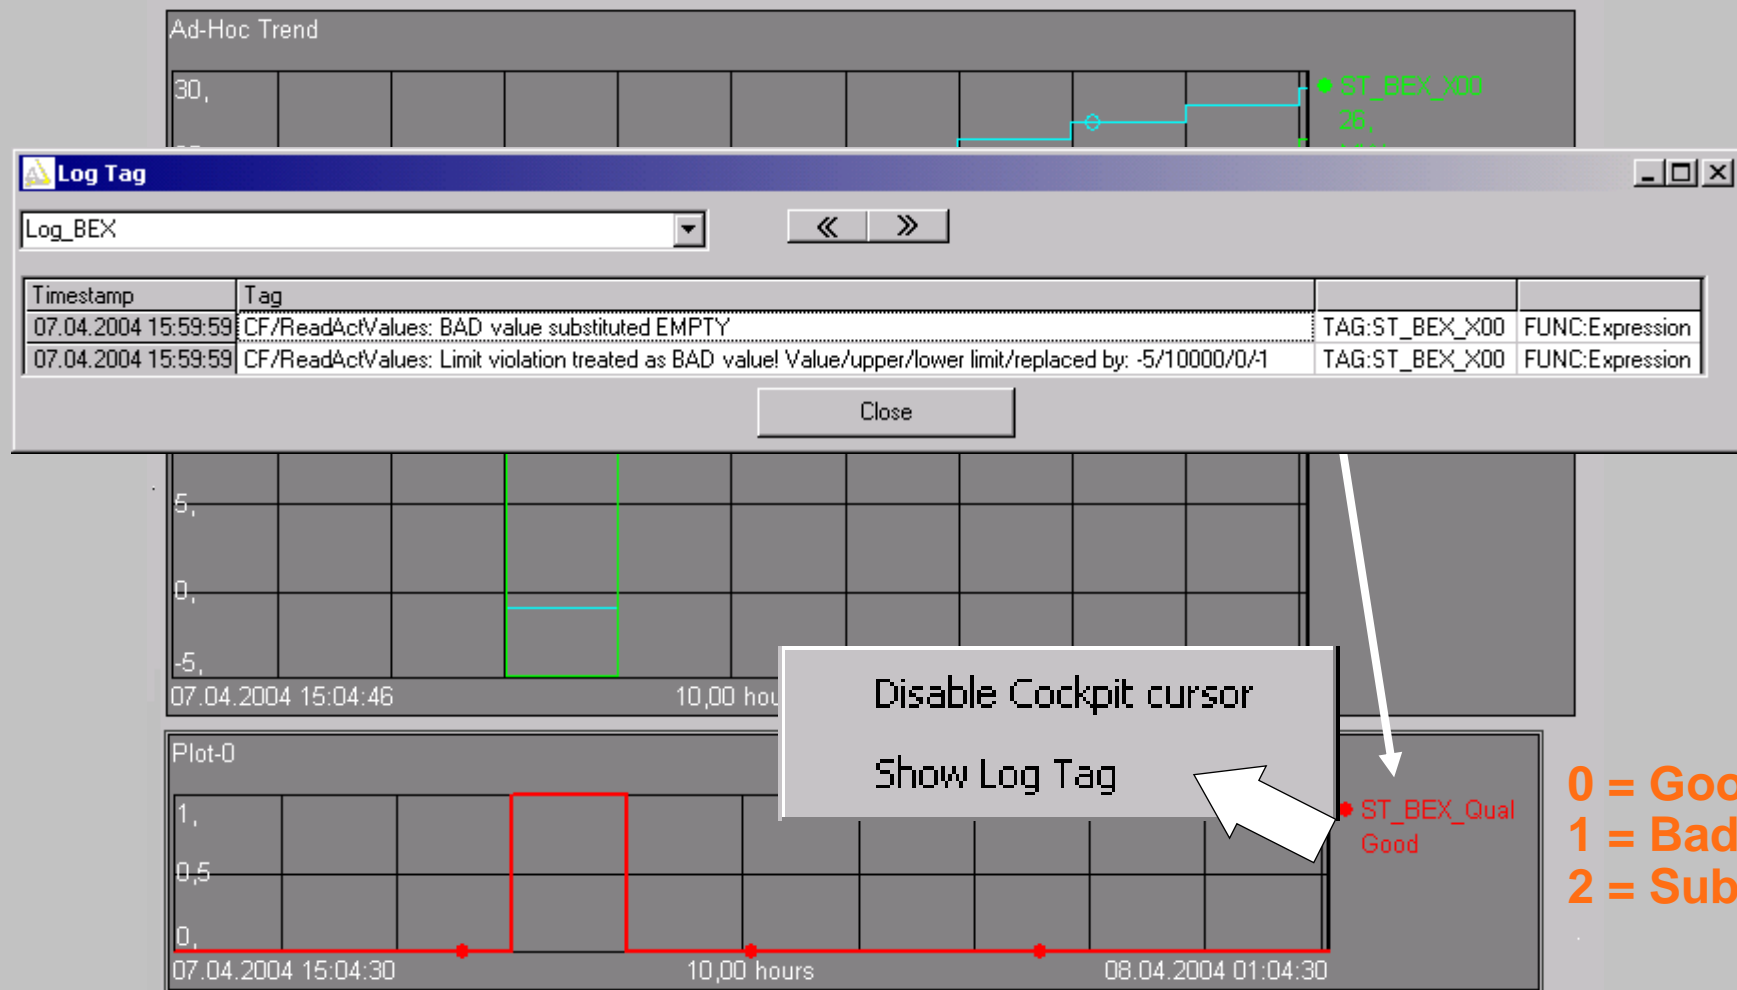 Ad-Hoc Trend
30,
ST_BEX_X00
26,
Log Tag
Log_BEX
Timestamp Tag
07.04.2004 15:59:59 CF/ReadActValues: BAD value substituted EMPTY TAG:ST_BEX_X00 FUNC:Expression
07.04.2004 15:59:59 CF/ReadActValues: Limit violation treated as BAD value! Value/upper/lower limit/replaced by: -5/10000/0/-1 TAG:ST_BEX_X00 FUNC:Expression
Close
5,
0,
-5,
07.04.2004 15:04:46 10,00 hou
Disable Cockpit cursor
Show Log Tag
Plot-0
1,
0,5
0,
ST_BEX_Qual
Good
07.04.2004 15:04:30 10,00 hours 08.04.2004 01:04:30
0 = Goo
1 = Bad
2 = Sub